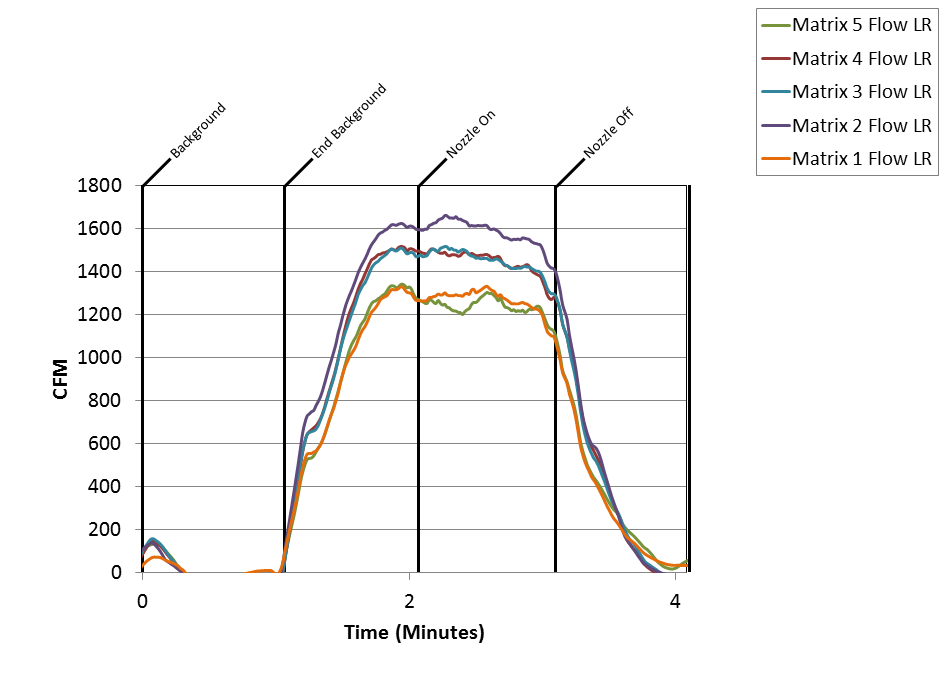 Matrix 5 Flow LR
Matrix 4 Flow LR
Matrix 3 Flow LR
Matrix 2 Flow LR
Matrix 1 Flow LR
Background
End Background
Nozzle On
Nozzle Off
1800
1600
1400
1200
1000
800
600
400
200
0
CFM
0 2 4
Time (Minutes)